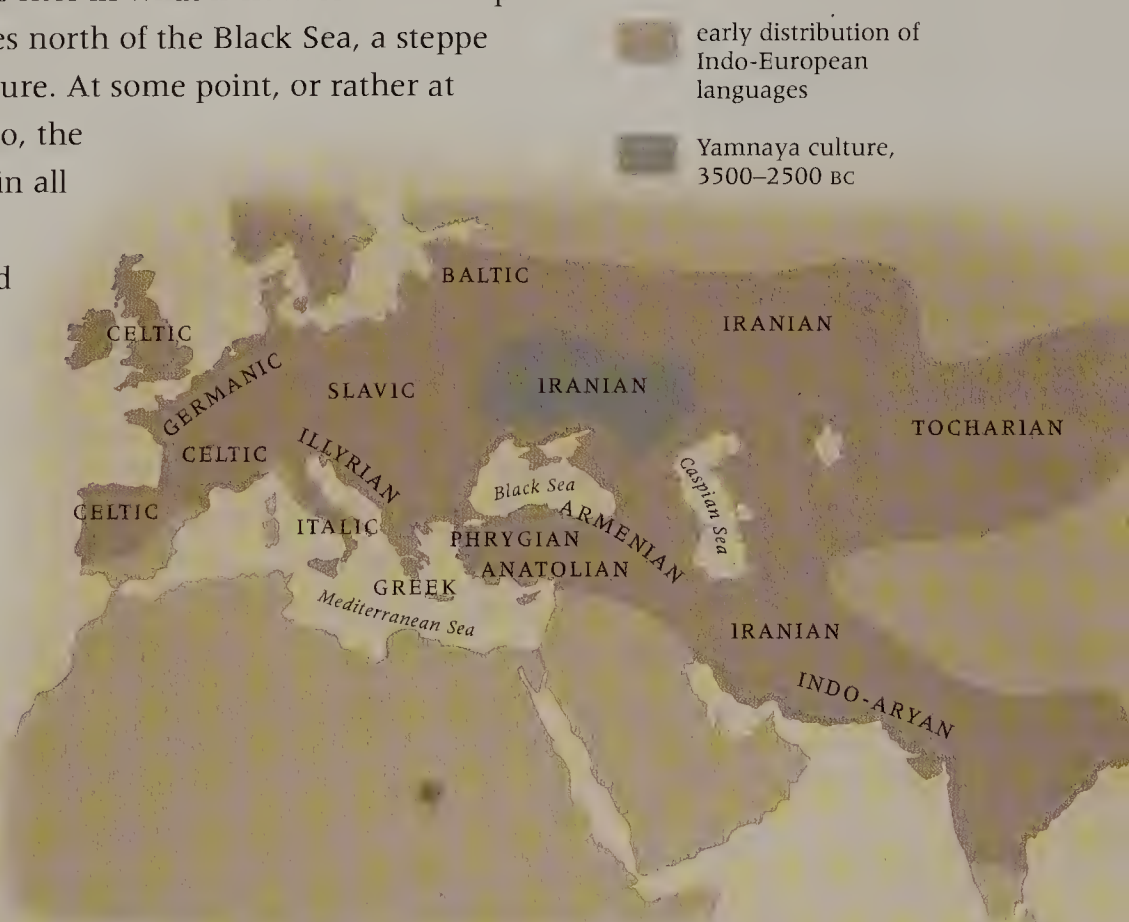 es north of the Black Sea, a steppe
ure. At some point, or rather at
o, the
in all
d
early distribution of
Indo-European
languages
Yamnaya culture,
3500–2500 BC
BALTIC
CELTIC
IRANIAN
GERMANIC
SLAVIC
IRANIAN
TOCHARIAN
CELTIC
ILLYRIAN
Caspian Sea
Black Sea
CELTIC
ITALIC
ARMENIAN
PHRYGIAN
ANATOLIAN
GREEK
Mediterranean Sea
IRANIAN
INDO-ARYAN